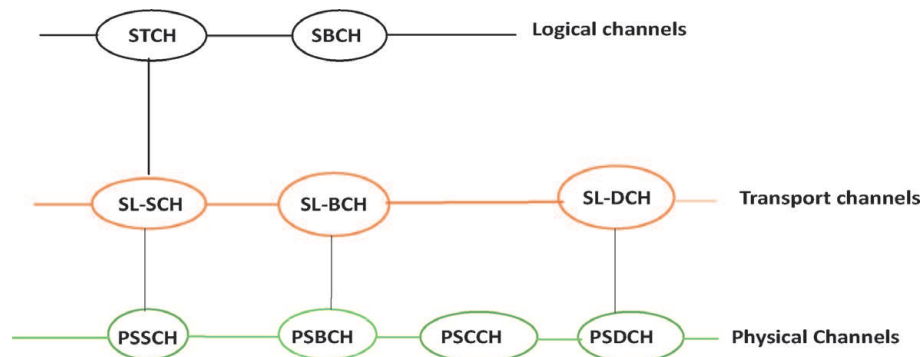 STCH SBCH Logical channels
SL-SCH SL-BCH SL-DCH Transport channels
PSSCH PSBCH PSCCH PSDCH Physical Channels